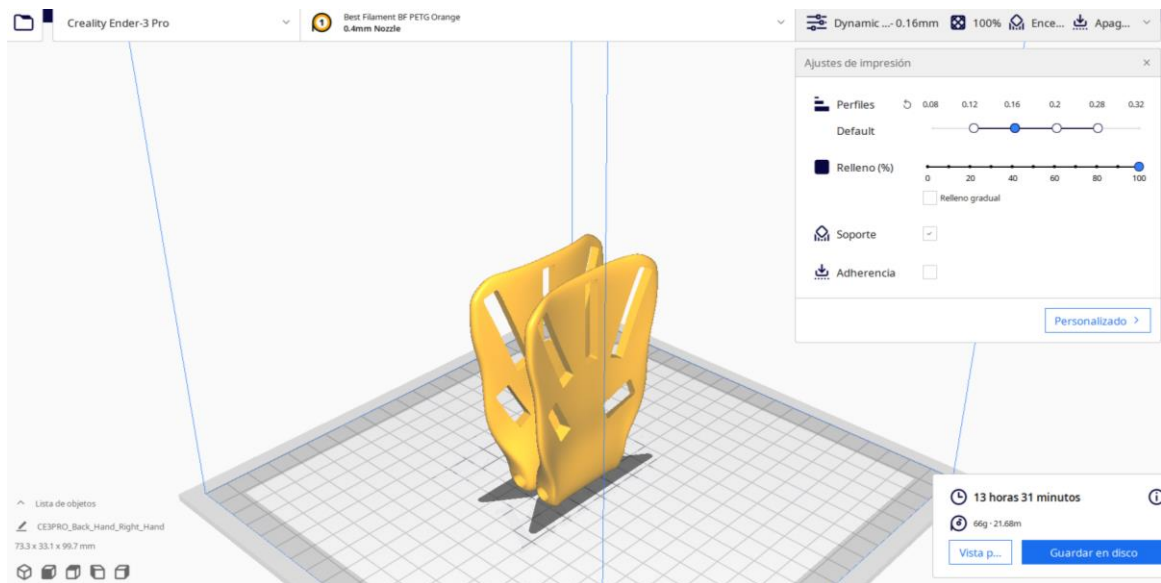 Creality Ender-3 Pro
1
Best Filament BF PETG Orange
0.4mm Nozzle
Dynamic ...- 0.16mm 100% Ence... Apag...
Ajustes de impresión
Perfiles 0.08 0.12 0.16 0.2 0.28 0.32
Default
Relleno (%)
0 20 40 60 80 100
Relleno gradual
Soporte
Adherencia
Personalizado >
13 horas 31 minutos
66g · 21.68m
Vista p... Guardar en disco
Lista de objetos
CE3PRO_Back_Hand_Right_Hand
73.3 x 33.1 x 99.7 mm